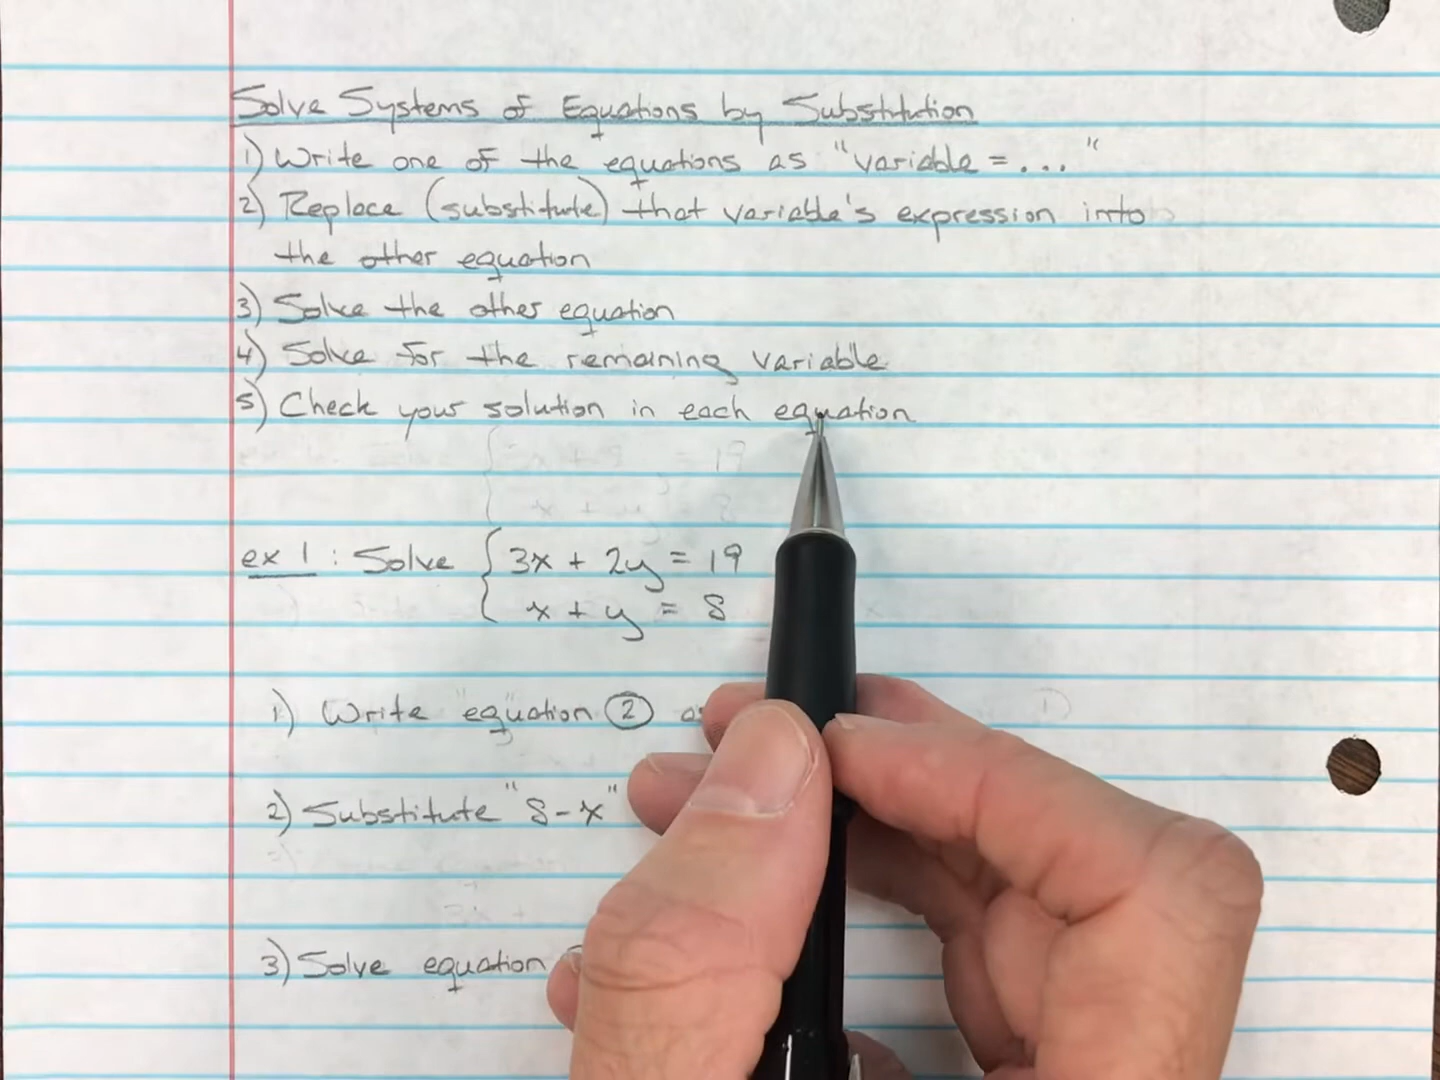 Solve Systems of Equations by Substitution
1) Write one of the equations as "variable = ..."
2) Replace (substitute) that variable's expression into
the other equation
3) Solve the other equation
4) Solve for the remaining variable
5) Check your solution in each equation
ex 1: Solve { 3x + 2y = 19
x + y = 8
1) Write "equation" ②
2) Substitute "8-x"
3) Solve equation